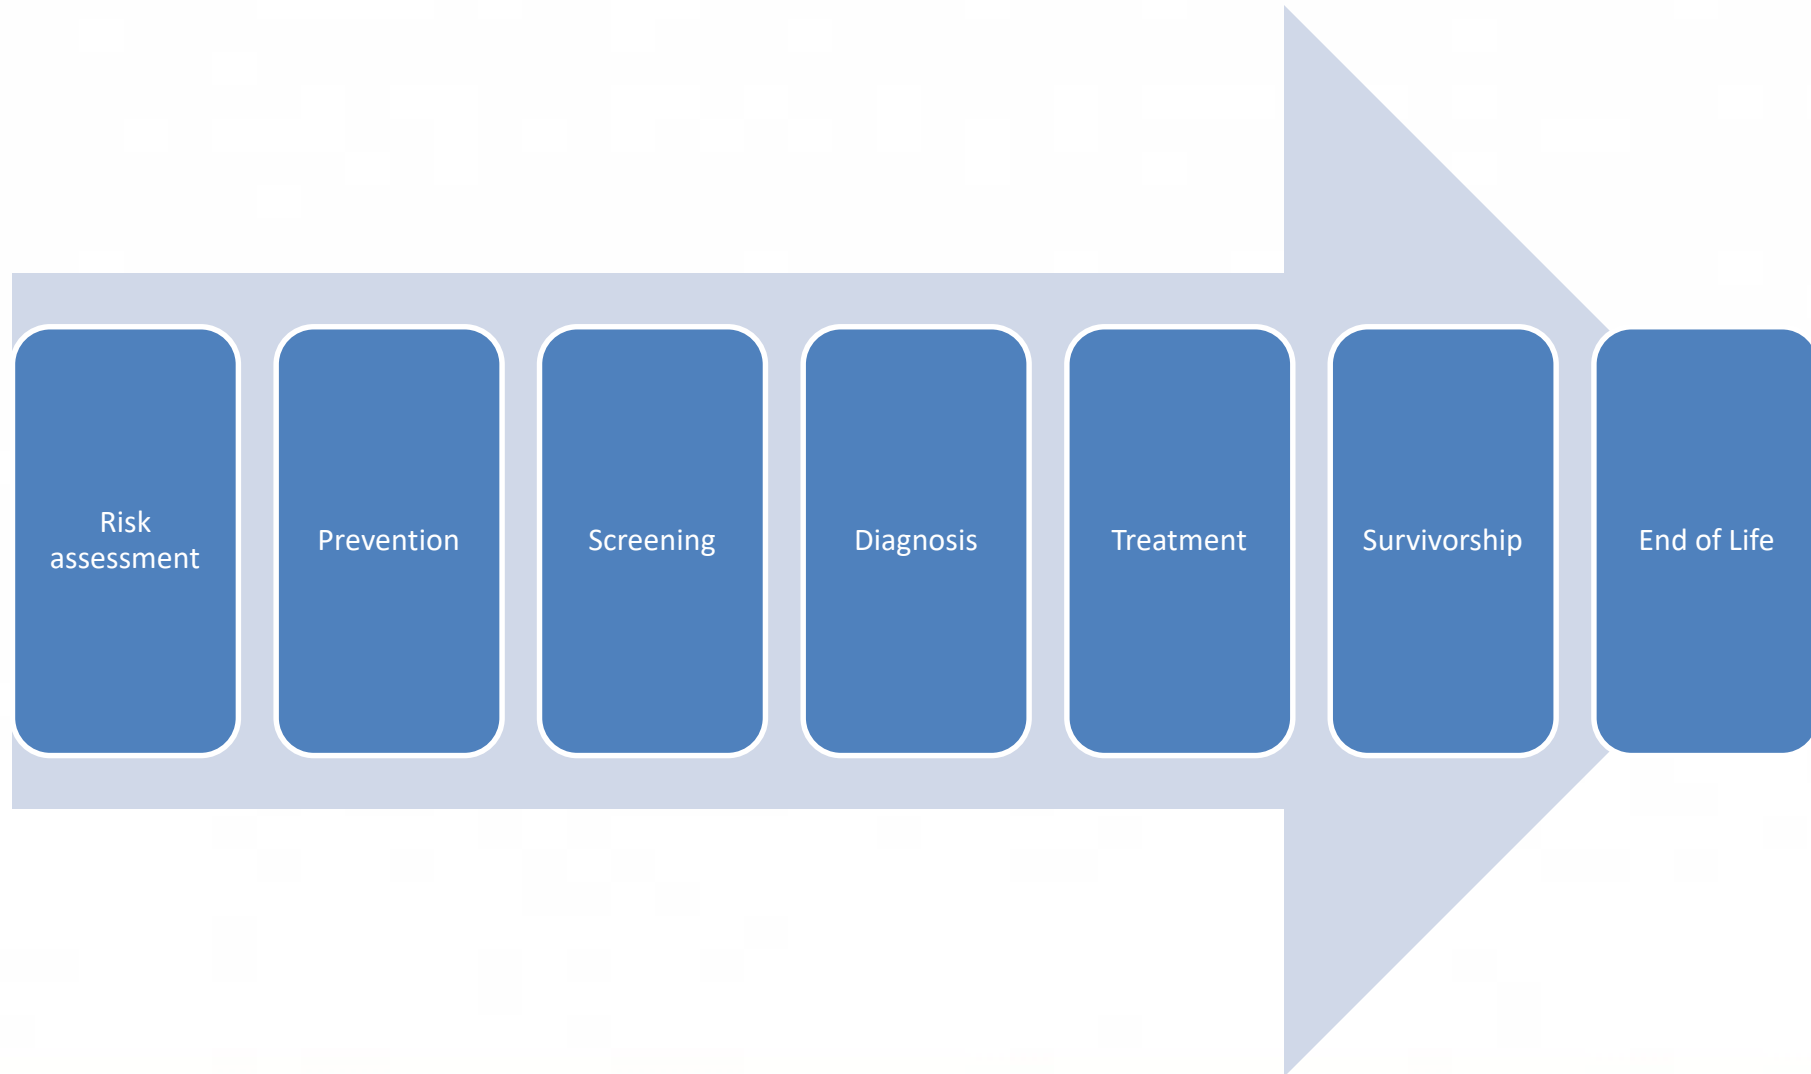 Risk
assessment
Prevention
Screening
Diagnosis
Treatment
Survivorship
End of Life